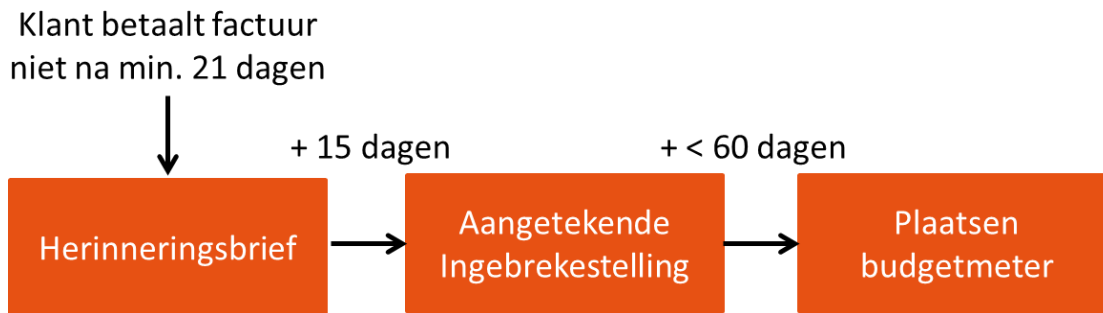 Klant betaalt factuur
niet na min. 21 dagen
+ 15 dagen
+ < 60 dagen
Herinneringsbrief
Aangetekende
Ingebrekestelling
Plaatsen
budgetmeter